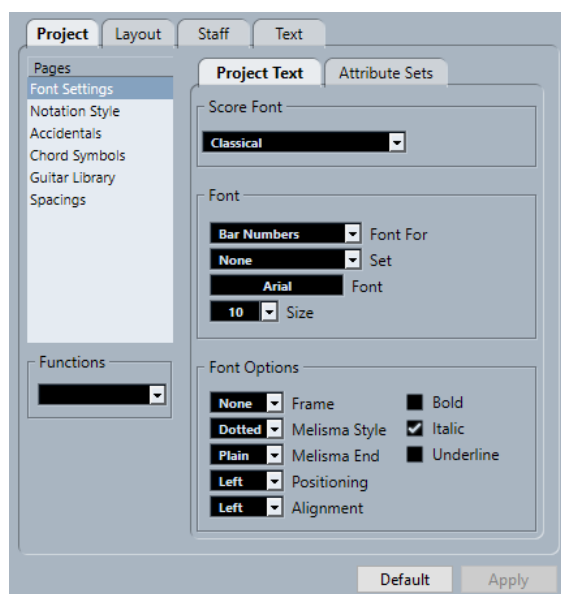 Project Layout Staff Text
Pages
Font Settings
Notation Style
Accidentals
Chord Symbols
Guitar Library
Spacings
Functions
Project Text Attribute Sets
Score Font
Classical
Font
Bar Numbers Font For
None Set
Arial Font
10 Size
Font Options
None Frame Bold
Dotted Melisma Style Italic
Plain Melisma End Underline
Left Positioning
Left Alignment
Default Apply